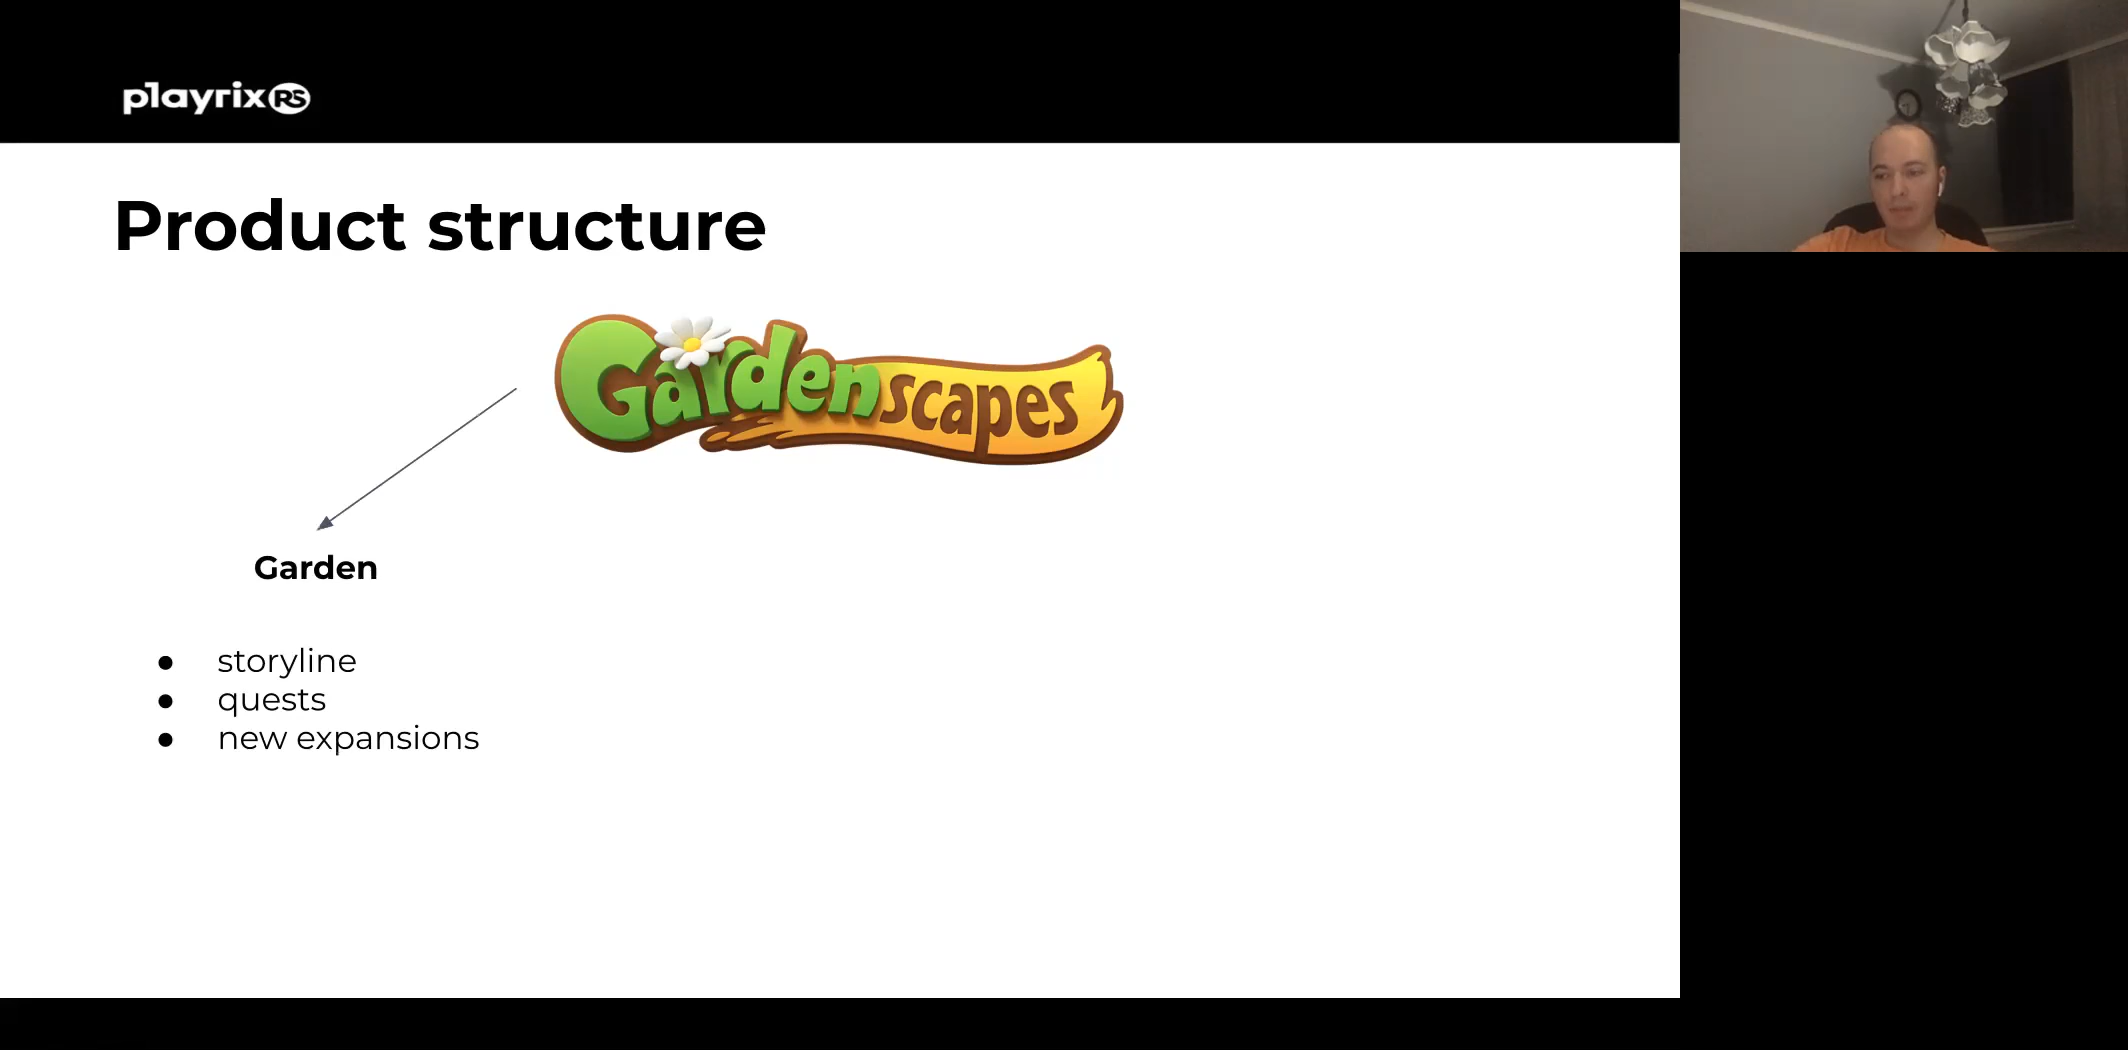 playrix RS
Product structure
Gardenscapes
Garden
● storyline
● quests
● new expansions